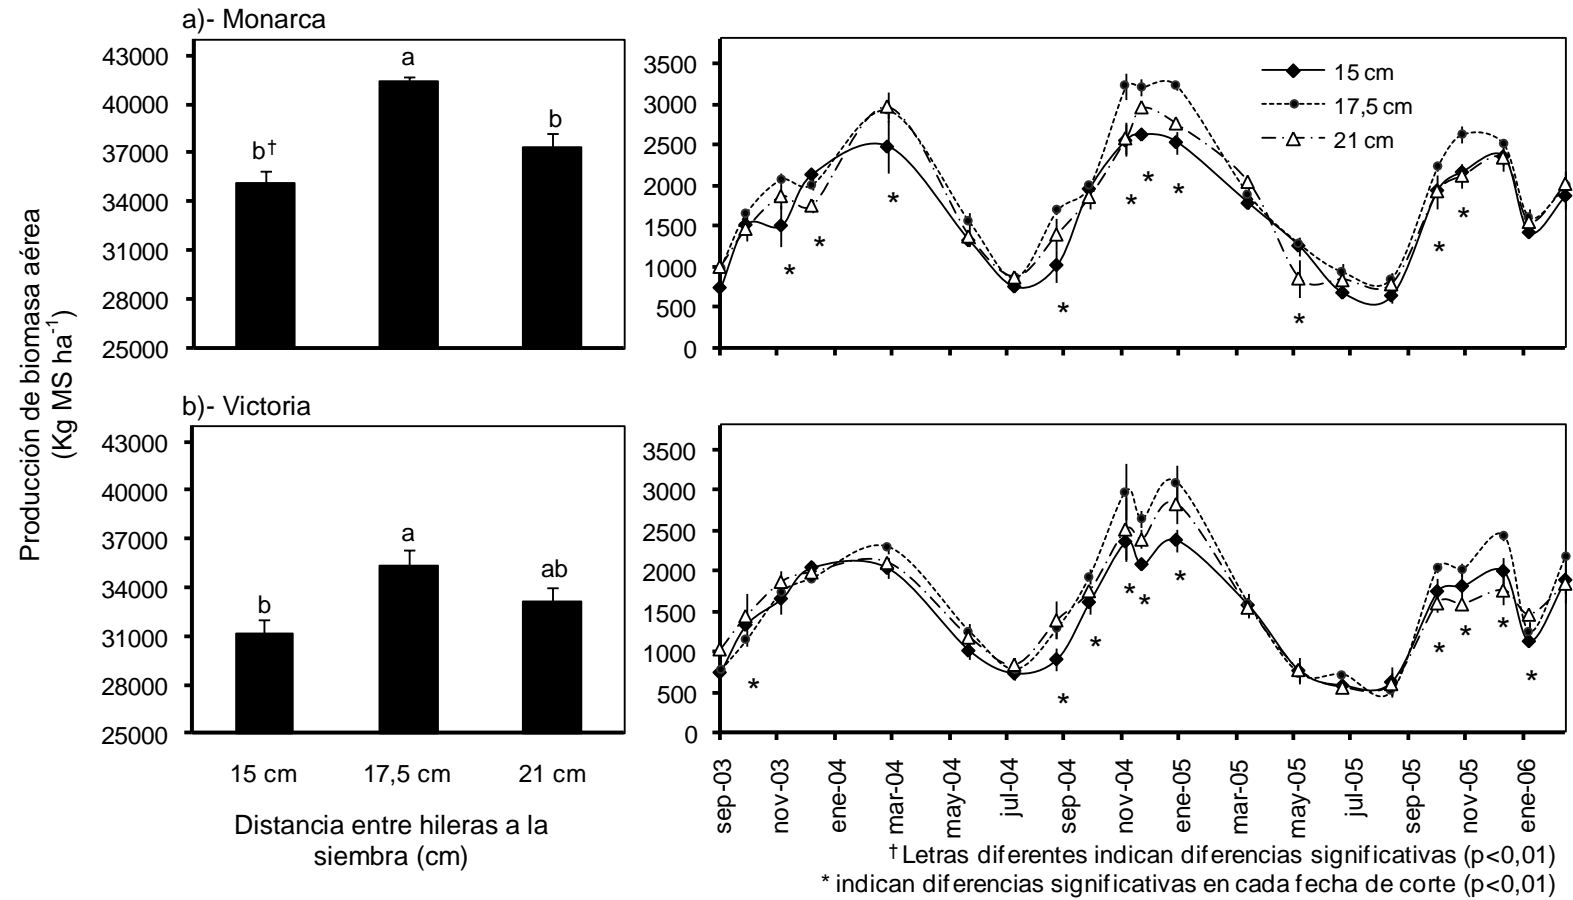 Producción de biomasa aérea
(Kg MS ha-1)
a)- Monarca
43000
40000
37000
34000
31000
28000
25000
b†
a
b
3500
3000
2500
2000
1500
1000
500
0
15 cm
17,5 cm
21 cm
*
*
*
*
*
*
*
*
*
*
b)- Victoria
43000
40000
37000
34000
31000
28000
25000
b
a
ab
15 cm
17,5 cm
21 cm
Distancia entre hileras a la
siembra (cm)
3500
3000
2500
2000
1500
1000
500
0
*
*
*
*
*
*
*
*
*
*
sep-03
nov-03
ene-04
mar-04
may-04
jul-04
sep-04
nov-04
ene-05
mar-05
may-05
jul-05
sep-05
nov-05
ene-06
† Letras diferentes indican diferencias significativas (p<0,01)
* indican diferencias significativas en cada fecha de corte (p<0,01)